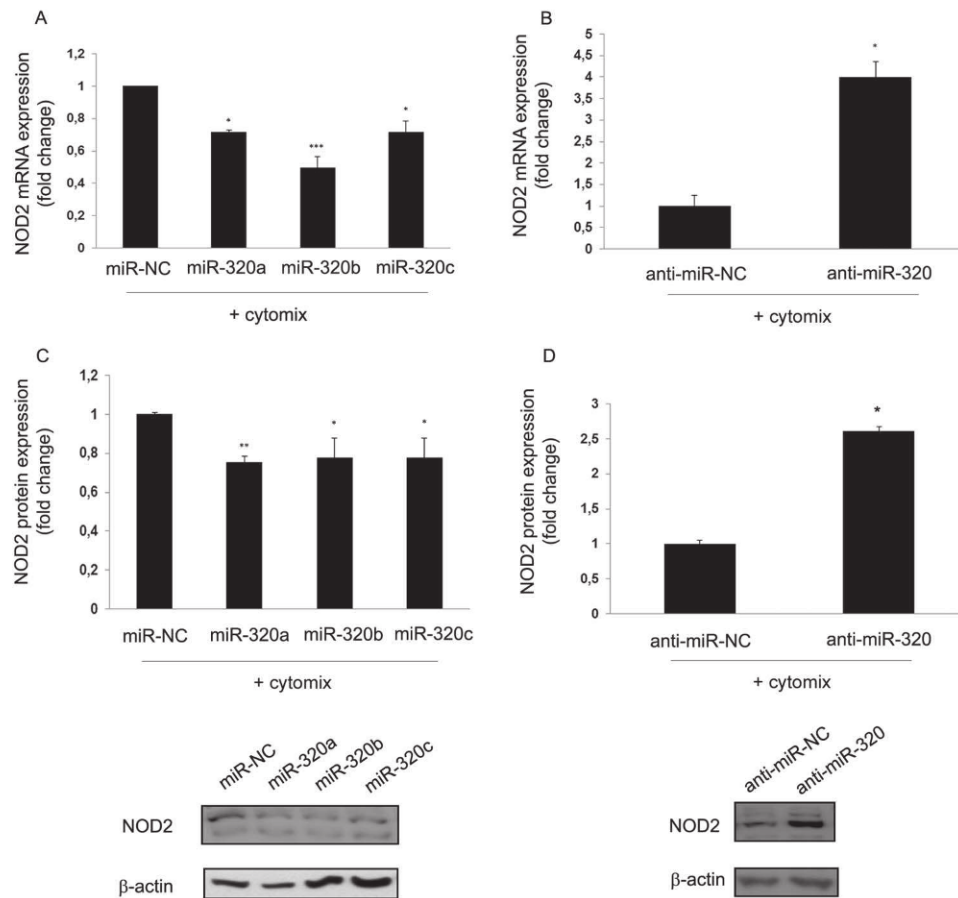 A
NOD2 mRNA expression
(fold change)
1,2
1
0,8
0,6
0,4
0,2
0
*
***
*
miR-NC miR-320a miR-320b miR-320c
+ cytomix
B
NOD2 mRNA expression
(fold change)
5
4,5
4
3,5
3
2,5
2
1,5
1
0,5
0
*
anti-miR-NC anti-miR-320
+ cytomix
C
NOD2 protein expression
(fold change)
1,2
1
0,8
0,6
0,4
0,2
0
**
*
*
miR-NC miR-320a miR-320b miR-320c
+ cytomix
D
NOD2 protein expression
(fold change)
3
2,5
2
1,5
1
0,5
0
*
anti-miR-NC anti-miR-320
+ cytomix
miR-NC
miR-320a
miR-320b
miR-320c
NOD2
β-actin
anti-miR-NC
anti-miR-320
NOD2
β-actin